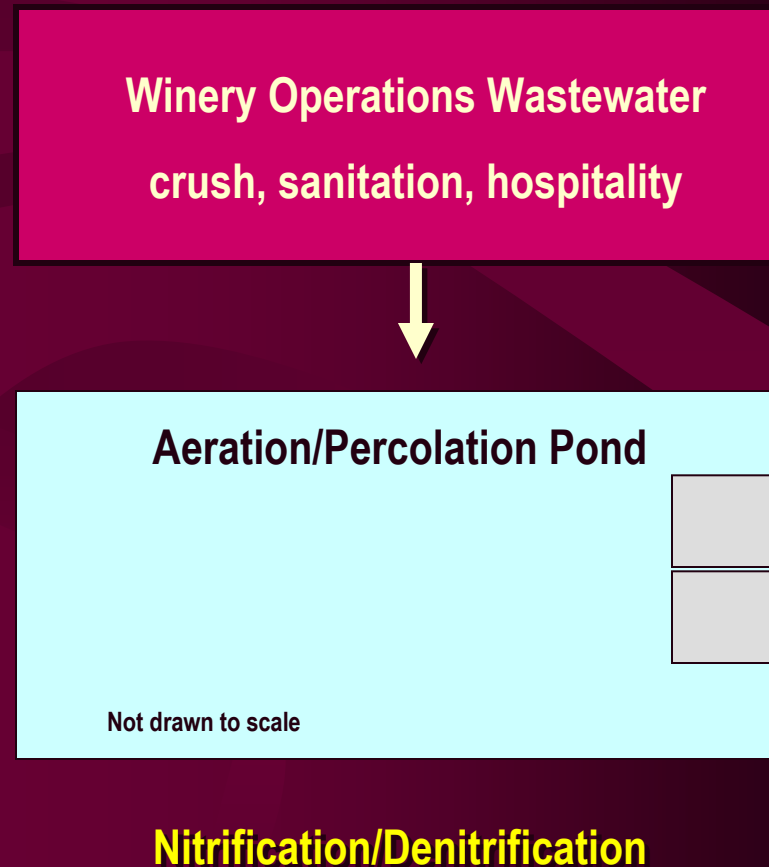 Winery Operations Wastewater
crush, sanitation, hospitality
Aeration/Percolation Pond
Not drawn to scale
Nitrification/Denitrification